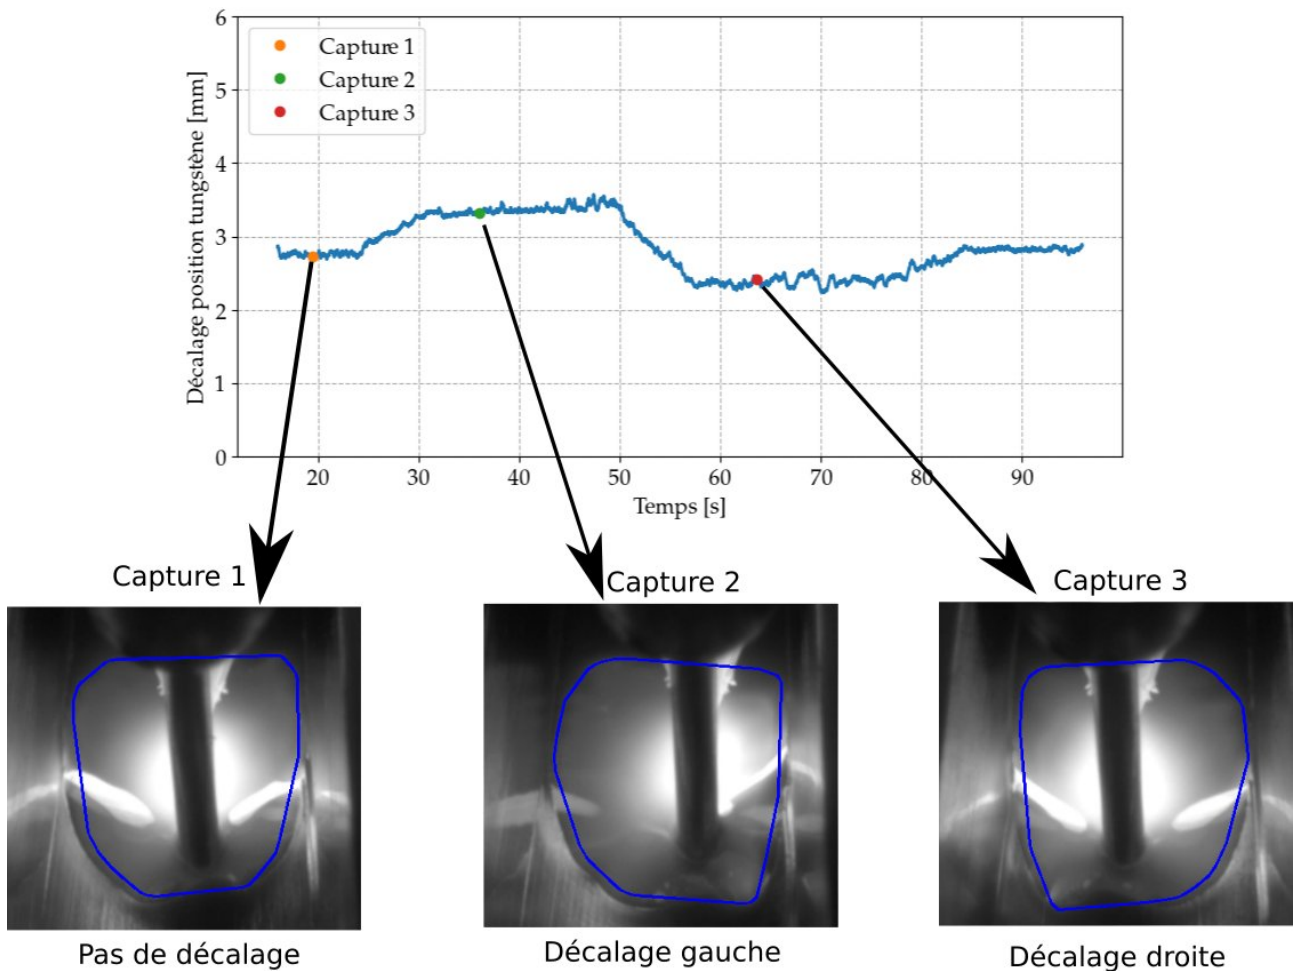 6
5
4
3
2
1
0
Décalage position tungstène [mm]
Capture 1
Capture 2
Capture 3
20 30 40 50 60 70 80 90
Temps [s]
Capture 1
Capture 2
Capture 3
Pas de décalage
Décalage gauche
Décalage droite